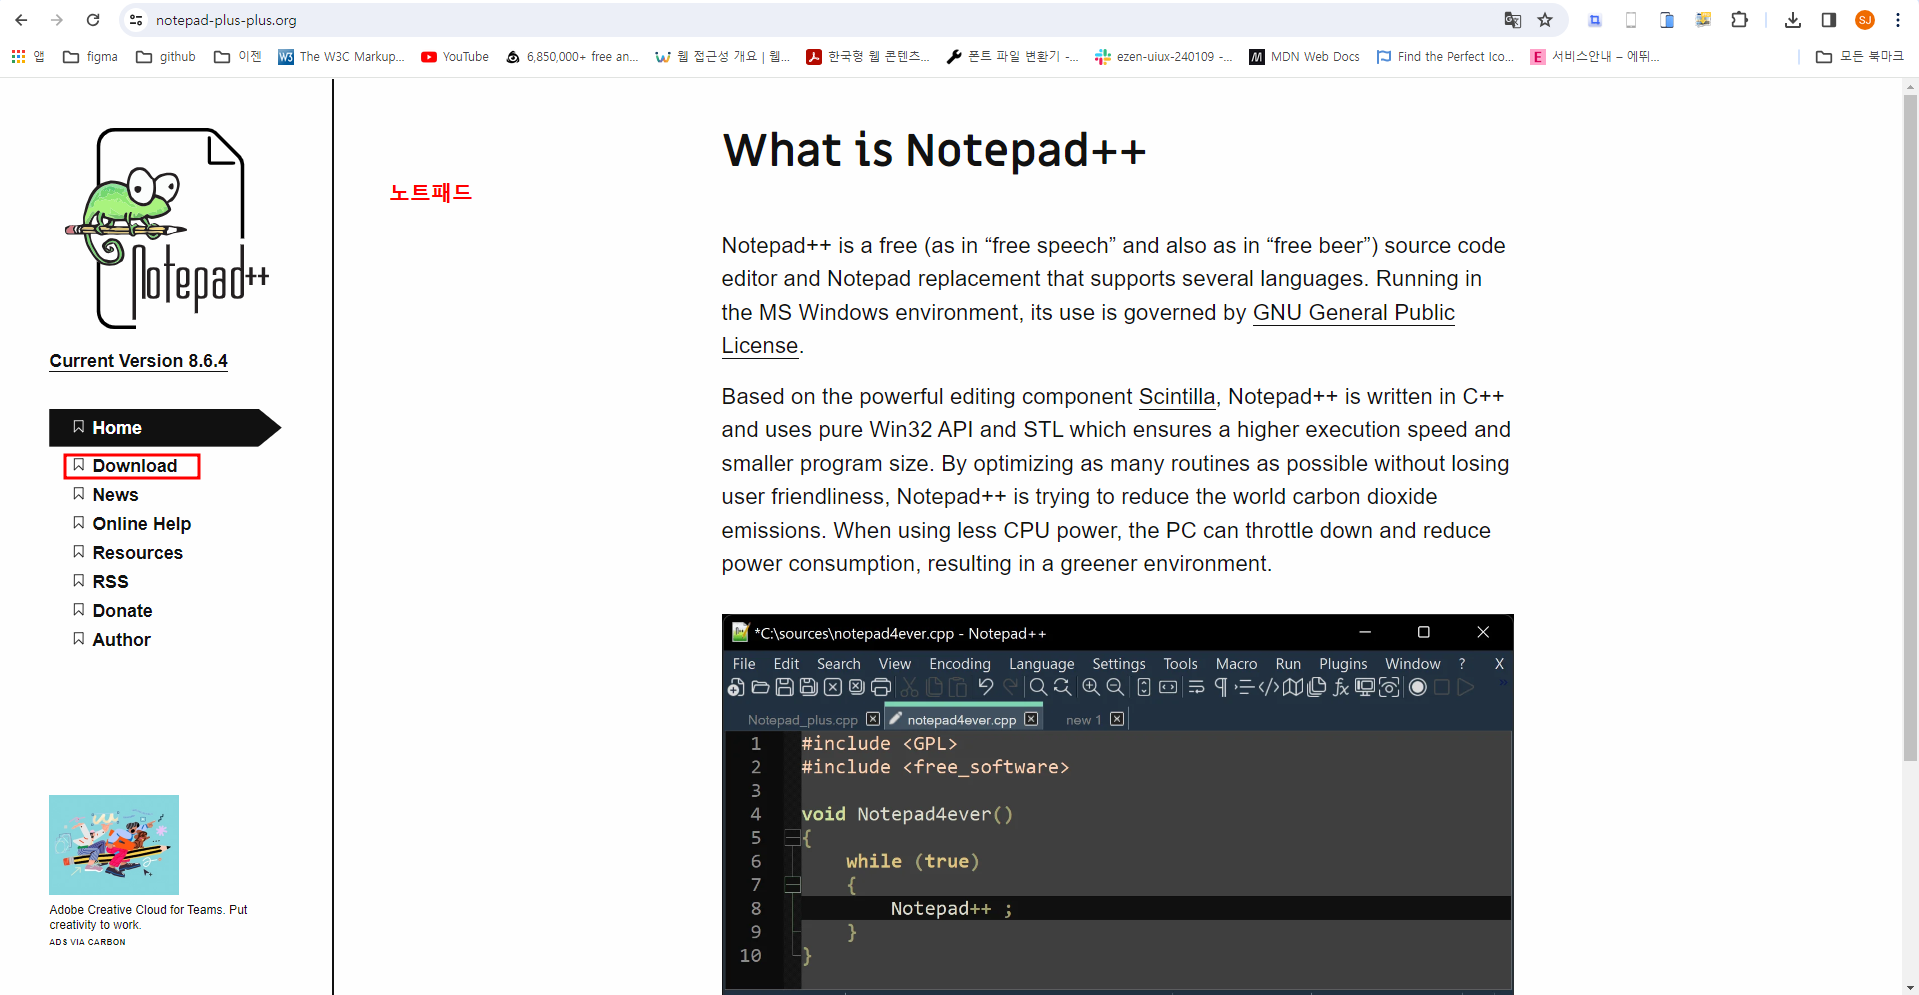 notepad-plus-plus.org
SJ
앱
figma
github
이젠
The W3C Markup...
YouTube
6,850,000+ free an...
웹 접근성 개요 | 웹...
한국형 웹 콘텐츠...
폰트 파일 변환기 -...
ezen-uiux-240109 -...
MDN Web Docs
Find the Perfect Ico...
서비스안내 – 에뛰...
모든 북마크
Notepad++
Current Version 8.6.4
Home
Download
News
Online Help
Resources
RSS
Donate
Author
Adobe Creative Cloud for Teams. Put
creativity to work.
ADS VIA CARBON
노트패드
What is Notepad++
Notepad++ is a free (as in “free speech” and also as in “free beer”) source code
editor and Notepad replacement that supports several languages. Running in
the MS Windows environment, its use is governed by GNU General Public
License.
Based on the powerful editing component Scintilla, Notepad++ is written in C++
and uses pure Win32 API and STL which ensures a higher execution speed and
smaller program size. By optimizing as many routines as possible without losing
user friendliness, Notepad++ is trying to reduce the world carbon dioxide
emissions. When using less CPU power, the PC can throttle down and reduce
power consumption, resulting in a greener environment.
*C:\sources\notepad4ever.cpp - Notepad++
File Edit Search View Encoding Language Settings Tools Macro Run Plugins Window ? X
Notepad_plus.cpp notepad4ever.cpp new 1
1 #include <GPL>
2 #include <free_software>
3
4 void Notepad4ever()
5 {
6 while (true)
7 {
8 Notepad++ ;
9 }
10 }